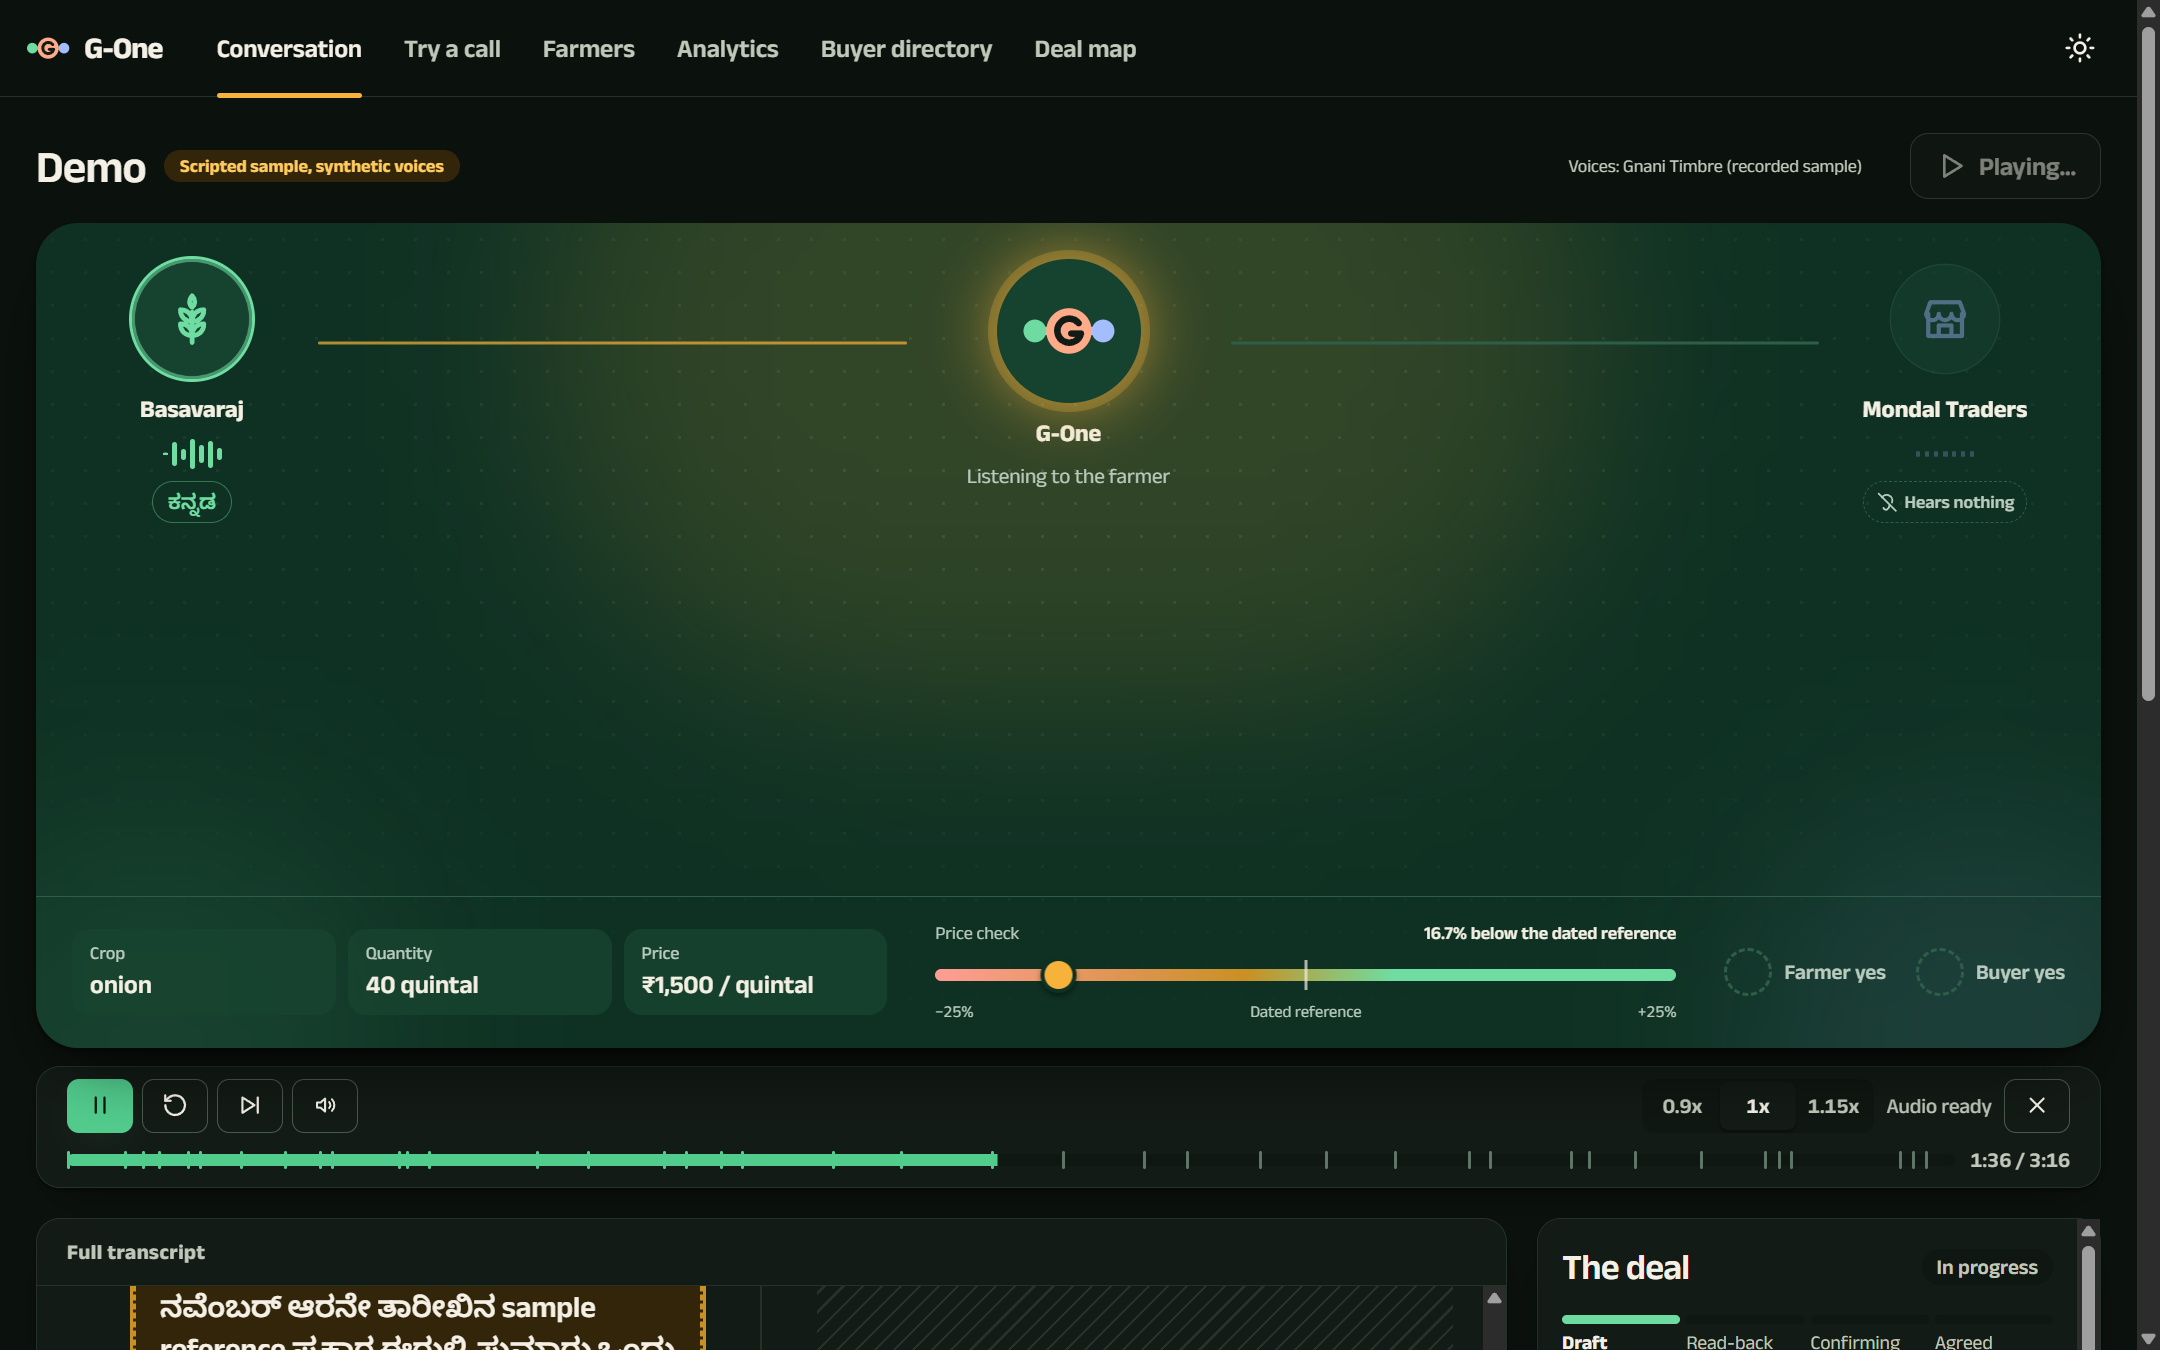 G-One
Conversation
Try a call
Farmers
Analytics
Buyer directory
Deal map
Demo
Scripted sample, synthetic voices
Voices: Gnani Timbre (recorded sample)
Playing...
G
Basavaraj
ಕನ್ನಡ
G-One
Listening to the farmer
Mondal Traders
Hears nothing
Crop
onion
Quantity
40 quintal
Price
₹1,500 / quintal
Price check
16.7% below the dated reference
−25%
Dated reference
+25%
Farmer yes
Buyer yes
0.9x
1x
1.15x
Audio ready
1:36 / 3:16
Full transcript
ನವೆಂಬರ್ ಆರನೇ ತಾರೀಖಿನ sample
reference ಪ್ರಕಾರ ಈರುಳ್ಳಿ ಸುಮಾರು ಒಂದು
The deal
In progress
Draft
Read-back
Confirming
Agreed